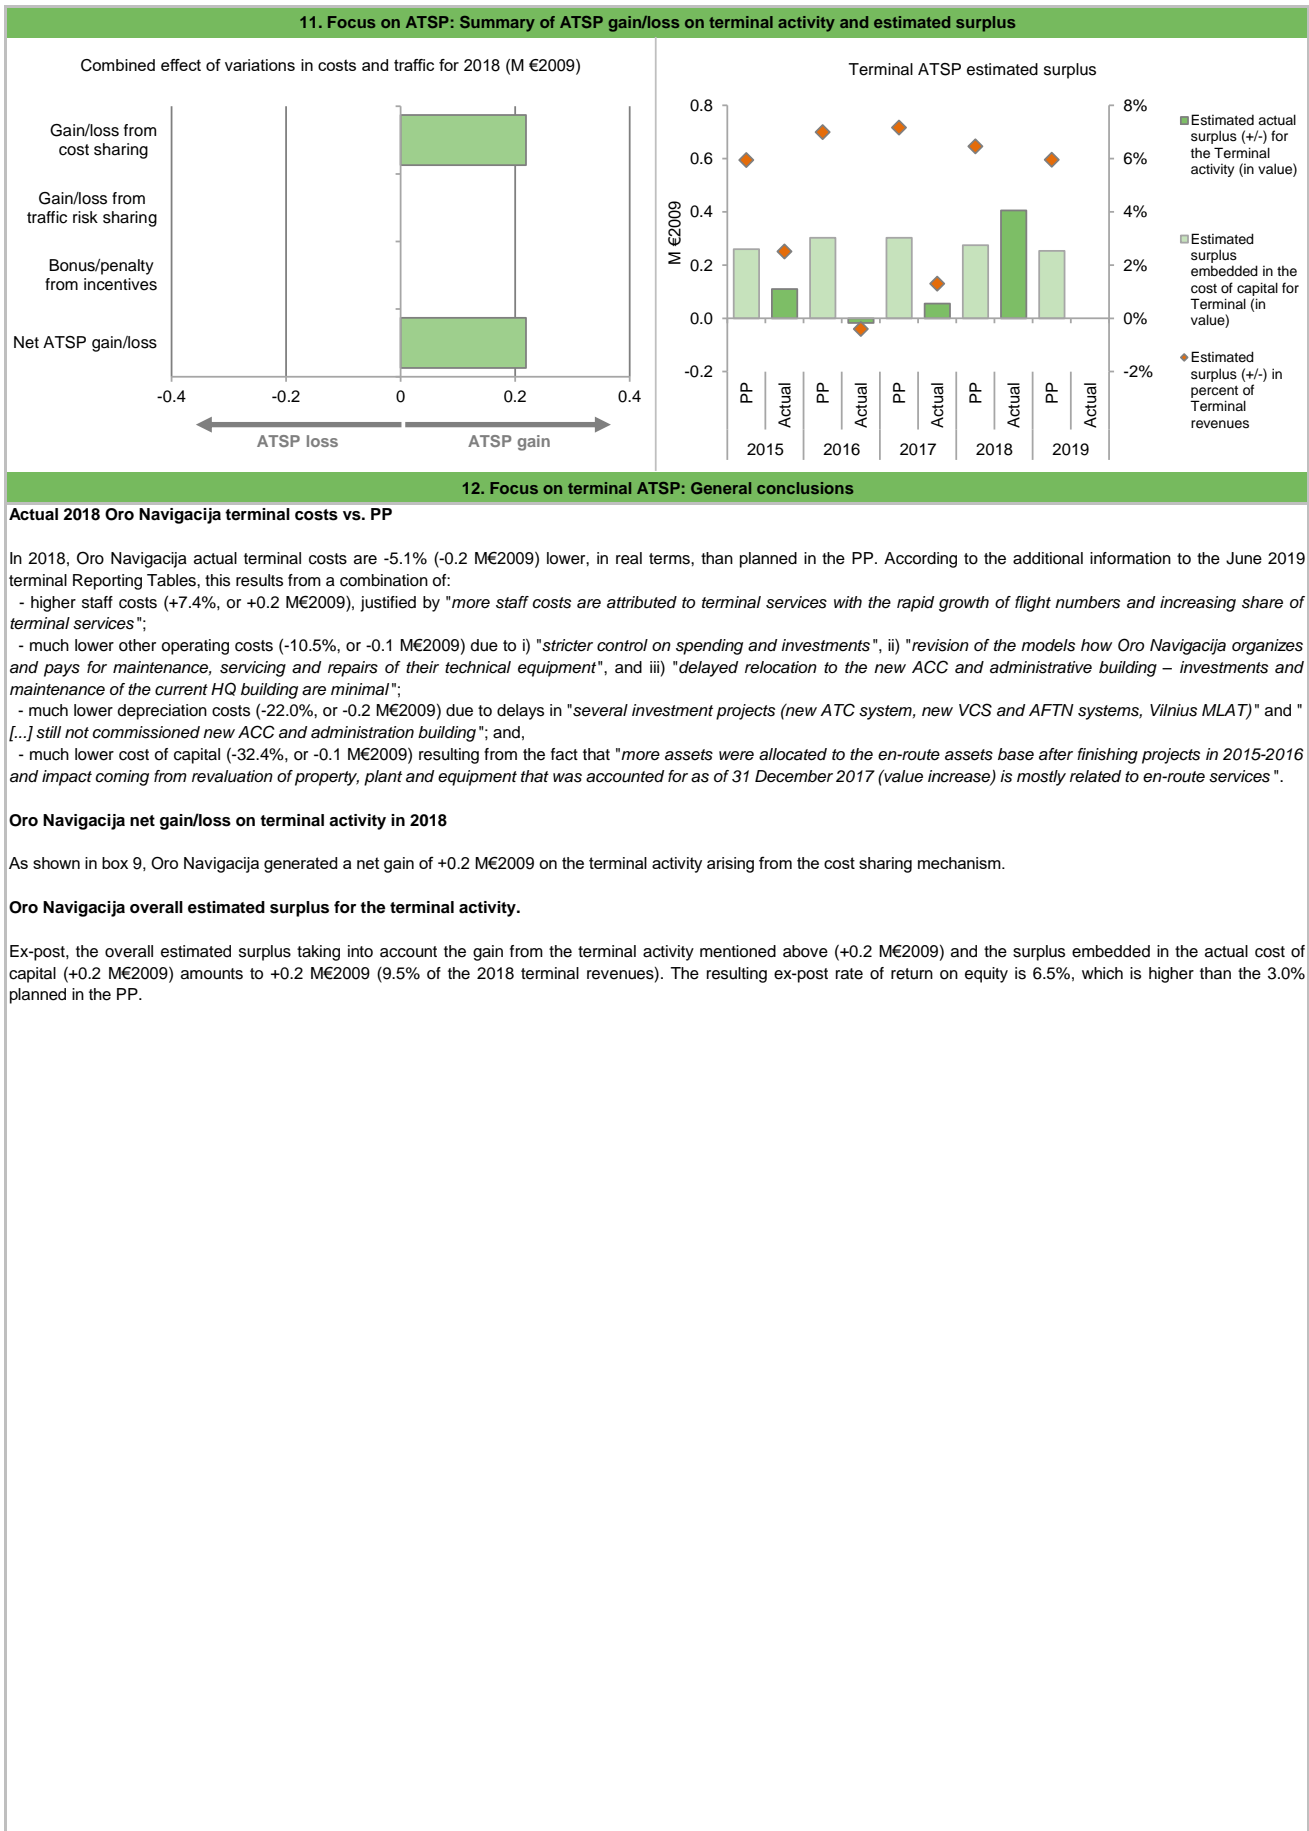 11. Focus on ATSP: Summary of ATSP gain/loss on terminal activity and estimated surplus
Combined effect of variations in costs and traffic for 2018 (M €2009)
Gain/loss from
cost sharing
Gain/loss from
traffic risk sharing
Bonus/penalty
from incentives
Net ATSP gain/loss
-0.4 -0.2 0 0.2 0.4
ATSP loss ATSP gain
Terminal ATSP estimated surplus
M €2009
0.8
0.6
0.4
0.2
0.0
-0.2
8%
6%
4%
2%
0%
-2%
PP Actual PP Actual PP Actual PP Actual PP Actual
2015 2016 2017 2018 2019
Estimated actual
surplus (+/-) for
the Terminal
activity (in value)
Estimated
surplus
embedded in the
cost of capital for
Terminal (in
value)
Estimated
surplus (+/-) in
percent of
Terminal
revenues
12. Focus on terminal ATSP: General conclusions
Actual 2018 Oro Navigacija terminal costs vs. PP
In 2018, Oro Navigacija actual terminal costs are -5.1% (-0.2 M€2009) lower, in real terms, than planned in the PP. According to the additional information to the June 2019
terminal Reporting Tables, this results from a combination of:
- higher staff costs (+7.4%, or +0.2 M€2009), justified by "more staff costs are attributed to terminal services with the rapid growth of flight numbers and increasing share of
terminal services";
- much lower other operating costs (-10.5%, or -0.1 M€2009) due to i) "stricter control on spending and investments", ii) "revision of the models how Oro Navigacija organizes
and pays for maintenance, servicing and repairs of their technical equipment", and iii) "delayed relocation to the new ACC and administrative building – investments and
maintenance of the current HQ building are minimal";
- much lower depreciation costs (-22.0%, or -0.2 M€2009) due to delays in "several investment projects (new ATC system, new VCS and AFTN systems, Vilnius MLAT)" and "
[...] still not commissioned new ACC and administration building"; and,
- much lower cost of capital (-32.4%, or -0.1 M€2009) resulting from the fact that "more assets were allocated to the en-route assets base after finishing projects in 2015-2016
and impact coming from revaluation of property, plant and equipment that was accounted for as of 31 December 2017 (value increase) is mostly related to en-route services".
Oro Navigacija net gain/loss on terminal activity in 2018
As shown in box 9, Oro Navigacija generated a net gain of +0.2 M€2009 on the terminal activity arising from the cost sharing mechanism.
Oro Navigacija overall estimated surplus for the terminal activity.
Ex-post, the overall estimated surplus taking into account the gain from the terminal activity mentioned above (+0.2 M€2009) and the surplus embedded in the actual cost of
capital (+0.2 M€2009) amounts to +0.2 M€2009 (9.5% of the 2018 terminal revenues). The resulting ex-post rate of return on equity is 6.5%, which is higher than the 3.0%
planned in the PP.